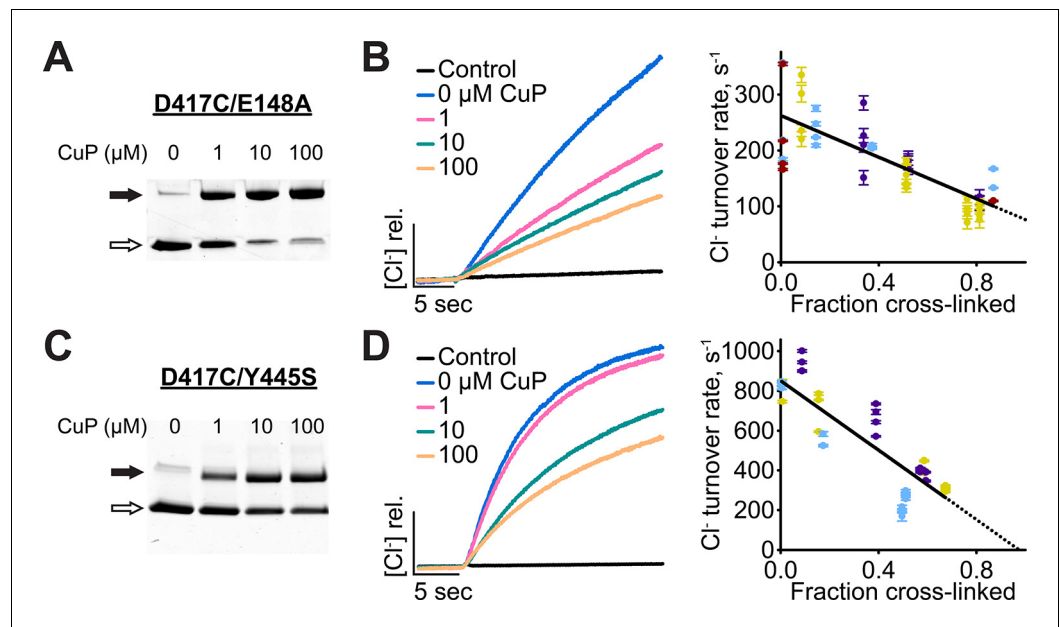 A
D417C/E148A
CuP (µM) 0 1 10 100
B
Control
0 µM CuP
1
10
100
[Cl-] rel.
5 sec
Cl- turnover rate, s-1
300
200
100
0
0.0 0.4 0.8
Fraction cross-linked
C
D417C/Y445S
CuP (µM) 0 1 10 100
D
Control
0 µM CuP
1
10
100
[Cl-] rel.
5 sec
Cl- turnover rate, s-1
1000
800
600
400
200
0
0.0 0.4 0.8
Fraction cross-linked